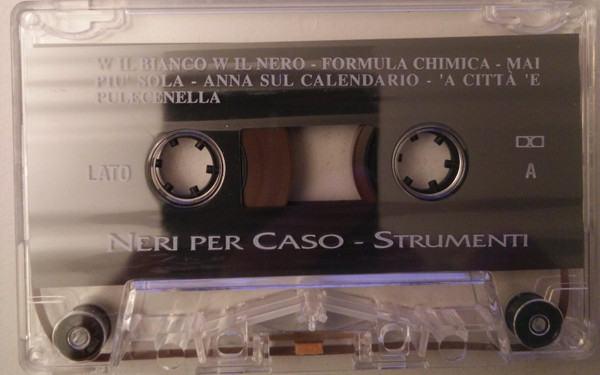 W IL BIANCO W IL NERO - FORMULA CHIMICA - MAI
PIU' SOLA - ANNA SUL CALENDARIO - 'A CITTÀ 'E
PULECENELLA
LATO A
NERI PER CASO - STRUMENTI